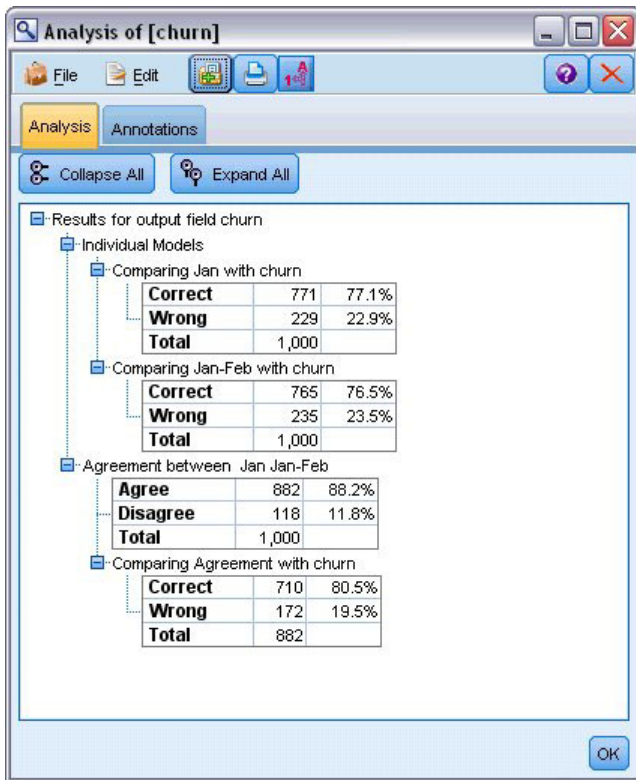 Analysis of [churn]
File Edit
Analysis Annotations
Collapse All Expand All
Results for output field churn
Individual Models
Comparing Jan with churn
Correct 771 77.1%
Wrong 229 22.9%
Total 1,000
Comparing Jan-Feb with churn
Correct 765 76.5%
Wrong 235 23.5%
Total 1,000
Agreement between Jan Jan-Feb
Agree 882 88.2%
Disagree 118 11.8%
Total 1,000
Comparing Agreement with churn
Correct 710 80.5%
Wrong 172 19.5%
Total 882
OK